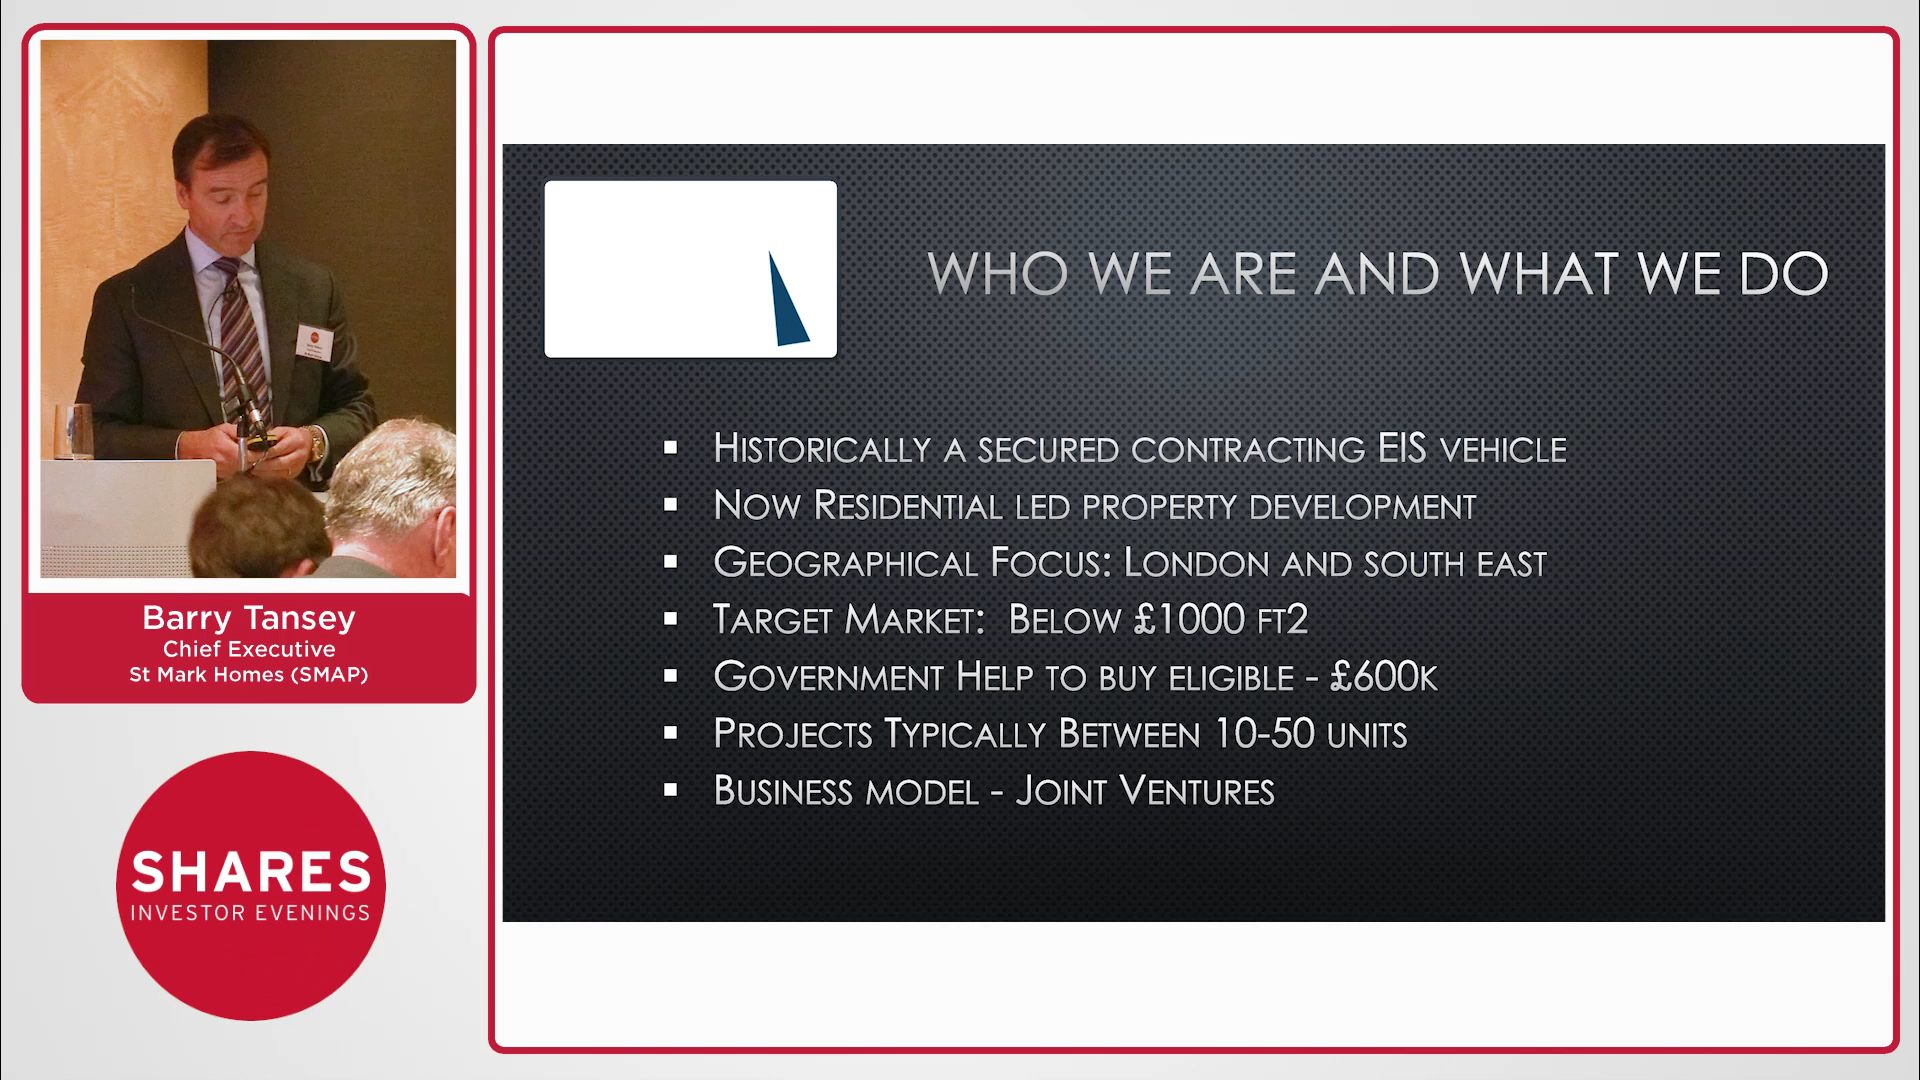 Barry Tansey
Chief Executive
St Mark Homes (SMAP)
SHARES
INVESTOR EVENINGS
WHO WE ARE AND WHAT WE DO
▪ HISTORICALLY A SECURED CONTRACTING EIS VEHICLE
▪ NOW RESIDENTIAL LED PROPERTY DEVELOPMENT
▪ GEOGRAPHICAL FOCUS: LONDON AND SOUTH EAST
▪ TARGET MARKET: BELOW £1000 FT2
▪ GOVERNMENT HELP TO BUY ELIGIBLE - £600K
▪ PROJECTS TYPICALLY BETWEEN 10-50 UNITS
▪ BUSINESS MODEL - JOINT VENTURES